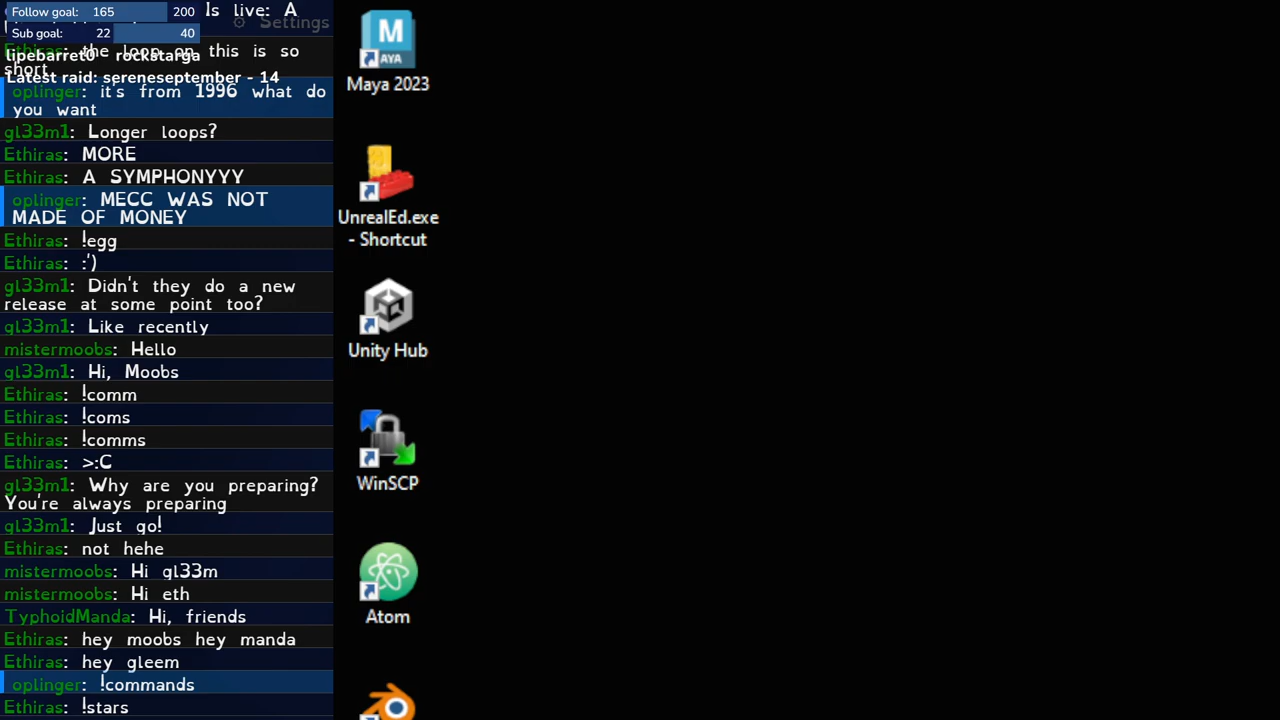 Is live: A
Follow goal: 165 200
Settings
Sub goal: 22 40
Ethiras: the loop on this is so
short
lipebarret0 rockstarga
Latest raid: sereneseptember - 14
oplinger: it's from 1996 what do
you want
gl33m1: Longer loops?
Ethiras: MORE
Ethiras: A SYMPHONYYY
oplinger: MECC WAS NOT
MADE OF MONEY
Ethiras: !egg
Ethiras: :')
gl33m1: Didn't they do a new
release at some point too?
gl33m1: Like recently
mistermoobs: Hello
gl33m1: Hi, Moobs
Ethiras: !comm
Ethiras: !coms
Ethiras: !comms
Ethiras: >:C
gl33m1: Why are you preparing?
You're always preparing
gl33m1: Just go!
Ethiras: not hehe
mistermoobs: Hi gl33m
mistermoobs: Hi eth
TyphoidManda: Hi, friends
Ethiras: hey moobs hey manda
Ethiras: hey gleem
oplinger: !commands
Ethiras: !stars
M
AYA
Maya 2023
UnrealEd.exe
- Shortcut
Unity Hub
WinSCP
Atom